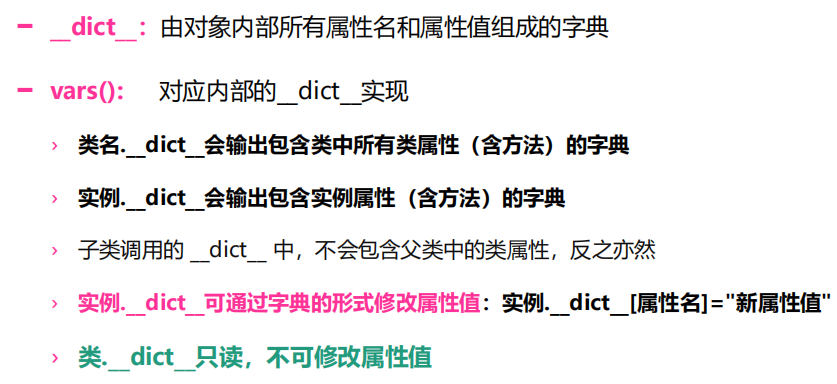 – __dict__：由对象内部所有属性名和属性值组成的字典
– vars(): 对应内部的__dict__实现
› 类名.__dict__会输出包含类中所有类属性（含方法）的字典
› 实例.__dict__会输出包含实例属性（含方法）的字典
› 子类调用的 __dict__ 中，不会包含父类中的类属性，反之亦然
› 实例.__dict__可通过字典的形式修改属性值：实例.__dict__[属性名]="新属性值"
› 类.__dict__只读，不可修改属性值